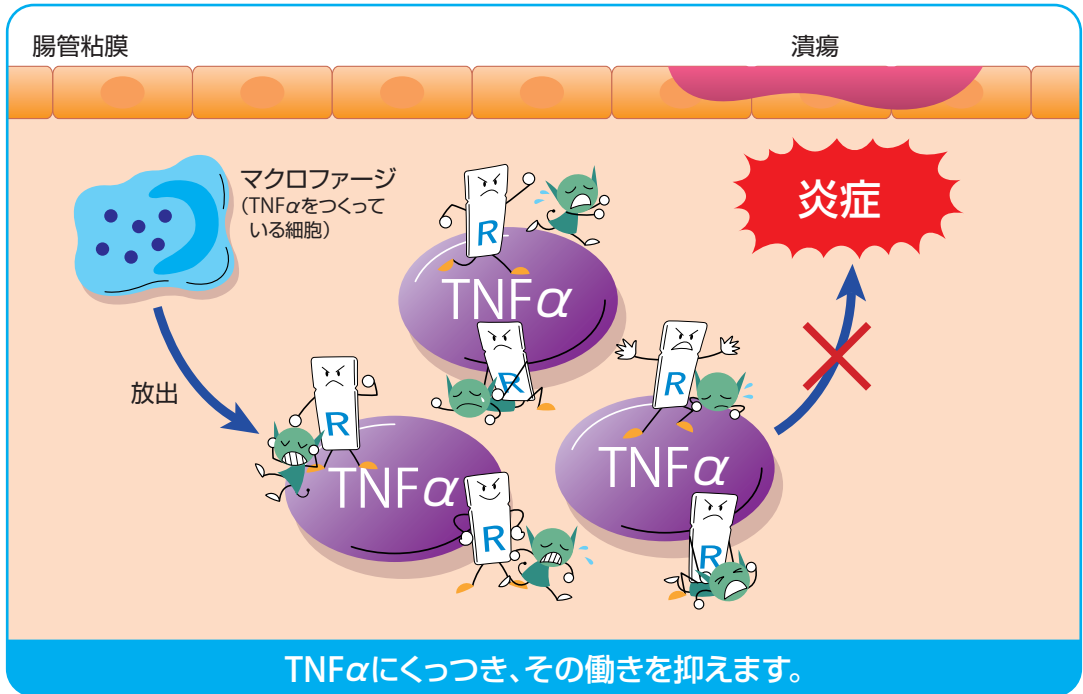 腸管粘膜
潰瘍
マクロファージ
(TNFαをつくって
いる細胞)
炎症
R
TNFα
R
R
R
放出
R
TNFα
TNFα
R
R
TNFαにくっつき、その働きを抑えます。